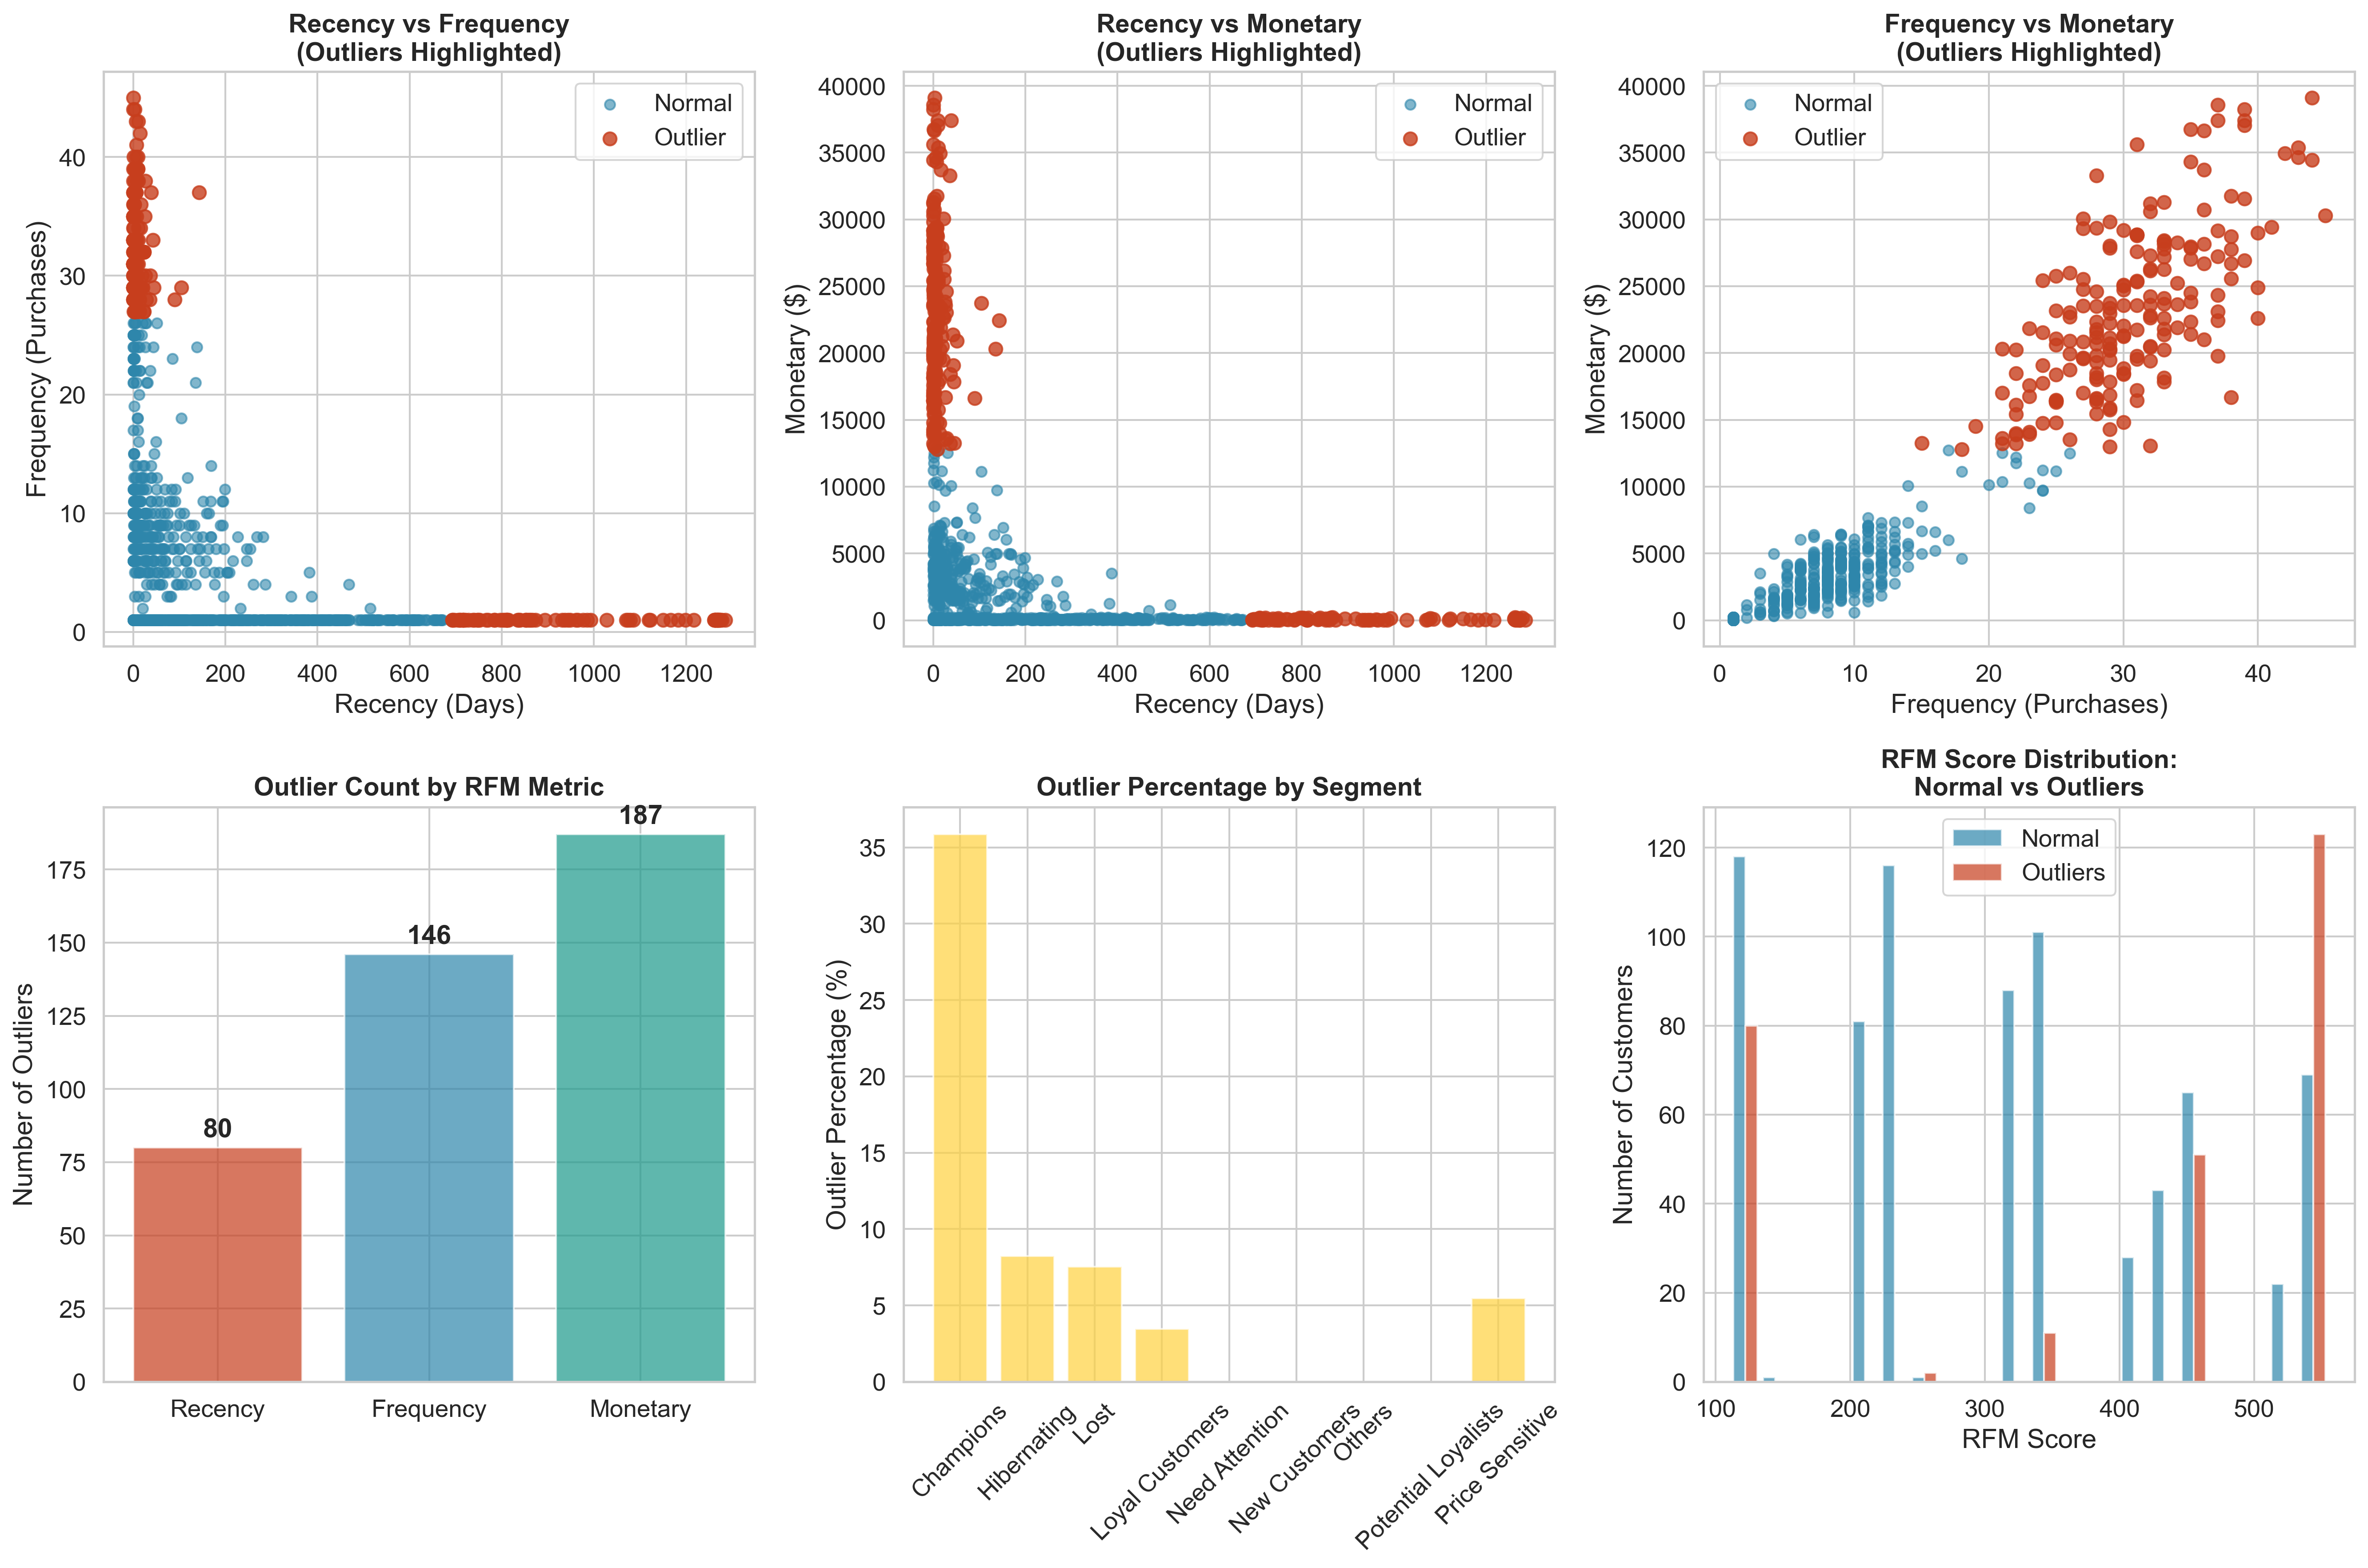 Recency vs Frequency
(Outliers Highlighted)
Normal
Outlier
40
30
20
10
0
Frequency (Purchases)
0 200 400 600 800 1000 1200
Recency (Days)
Recency vs Monetary
(Outliers Highlighted)
Normal
Outlier
40000
35000
30000
25000
20000
15000
10000
5000
0
Monetary ($)
0 200 400 600 800 1000 1200
Recency (Days)
Frequency vs Monetary
(Outliers Highlighted)
Normal
Outlier
40000
35000
30000
25000
20000
15000
10000
5000
0
Monetary ($)
0 10 20 30 40
Frequency (Purchases)
Outlier Count by RFM Metric
187
146
80
175
150
125
100
75
50
25
0
Number of Outliers
Recency Frequency Monetary
Outlier Percentage by Segment
35
30
25
20
15
10
5
0
Outlier Percentage (%)
Champions
Hibernating
Lost
Loyal Customers
Need Attention
New Customers
Others
Potential Loyalists
Price Sensitive
RFM Score Distribution:
Normal vs Outliers
Normal
Outliers
120
100
80
60
40
20
0
Number of Customers
100 200 300 400 500
RFM Score